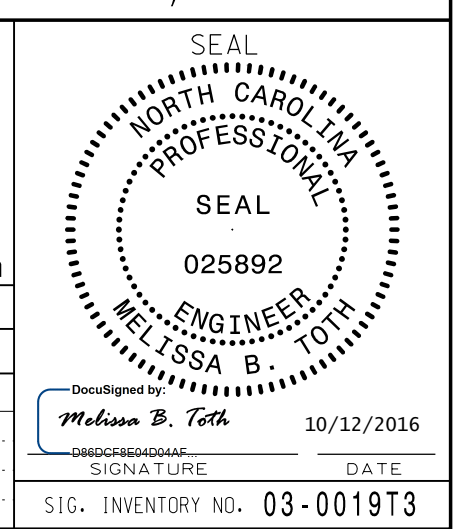 SEAL
NORTH CAROLINA
PROFESSIONAL
SEAL
025892
ENGINEER
MELISSA B. TOTH
DocuSigned by:
Melissa B. Toth
10/12/2016
D86DCF8E04D04AF...
SIGNATURE
DATE
SIG. INVENTORY NO. 03-0019T3